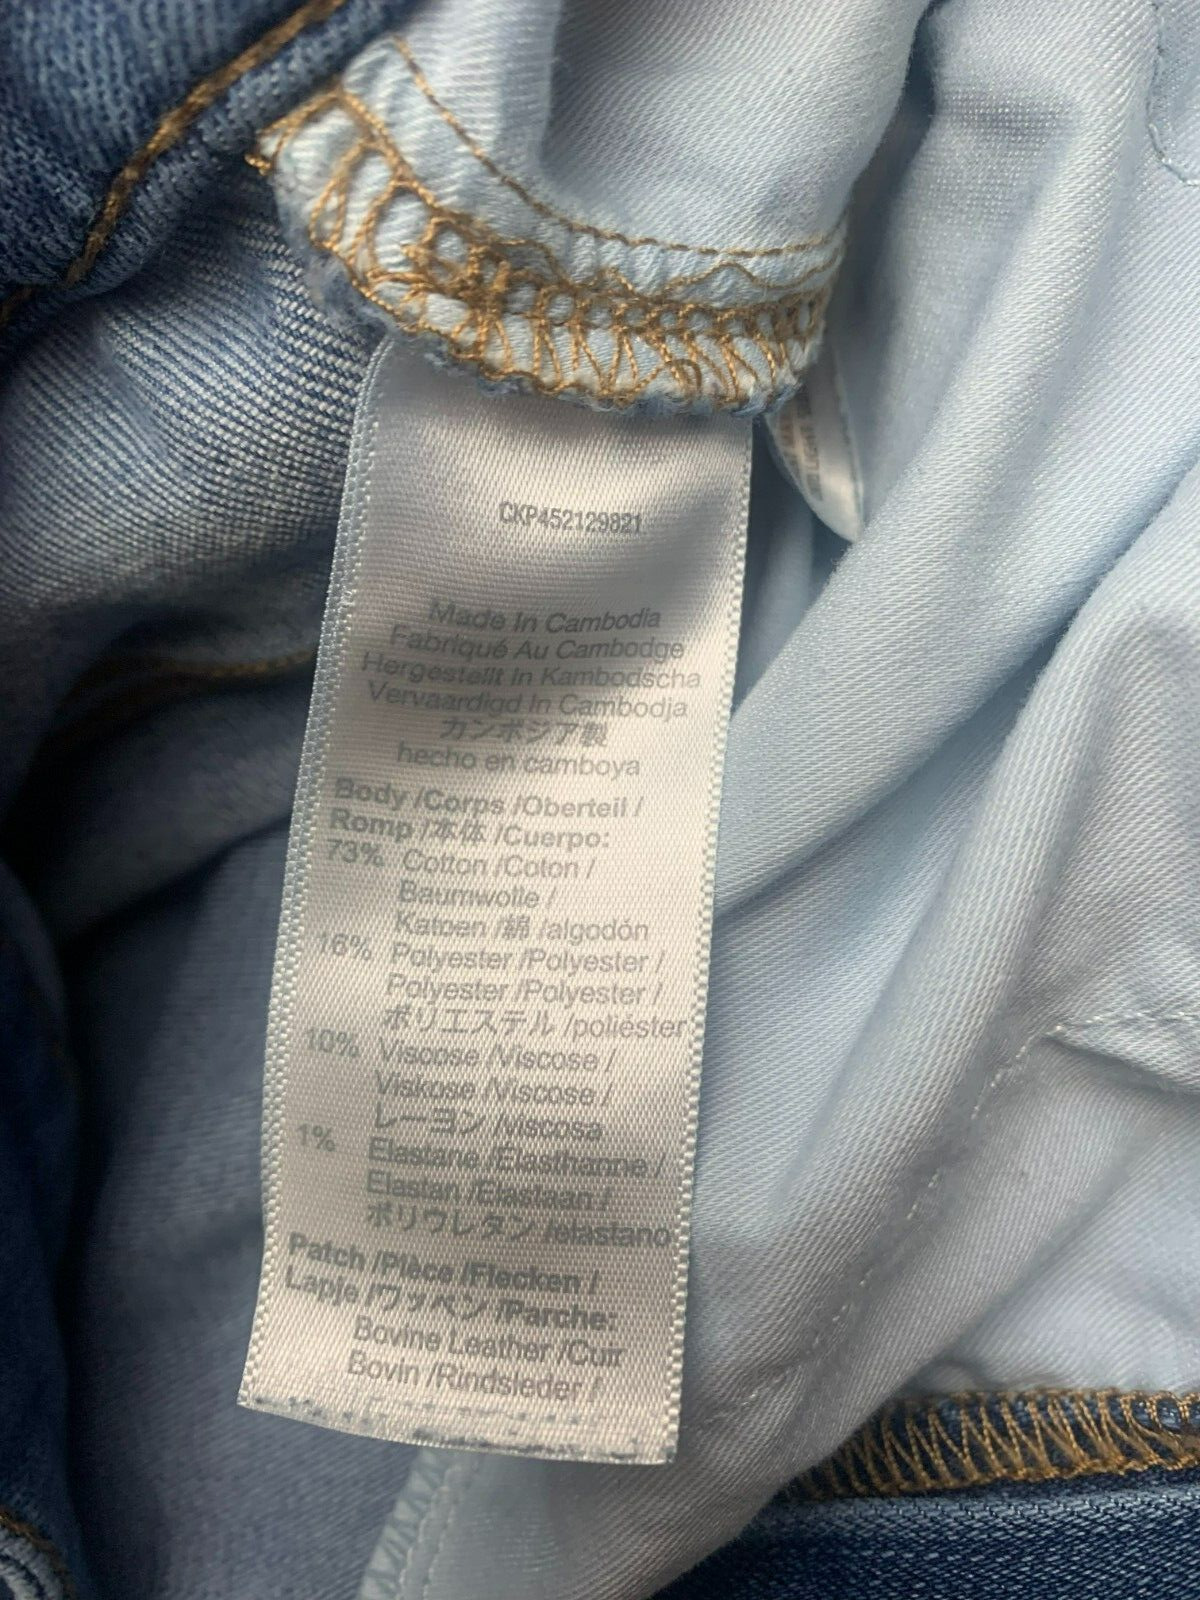 CKP452129821
Made In Cambodia
Fabriqué Au Cambodge
Hergestellt In Kambodscha
Vervaardigd In Cambodja
カンボジア製
hecho en camboya
Body /Corps /Oberteil /
Romp /本体 /Cuerpo:
73% Cotton /Coton /
Baumwolle /
Katoen /綿 /algodón
16% Polyester /Polyester /
Polyester /Polyester /
ポリエステル /poliéster
10% Viscose /Viscose /
Viskose /Viscose /
レーヨン /viscosa
1% Elastane /Elasthanne /
Elastan /Elastaan /
ポリウレタン /elastano
Patch /Pièce /Flecken /
Lapje /ワッペン /Parche:
Bovine Leather /Cuir
Bovin /Rindsleder /